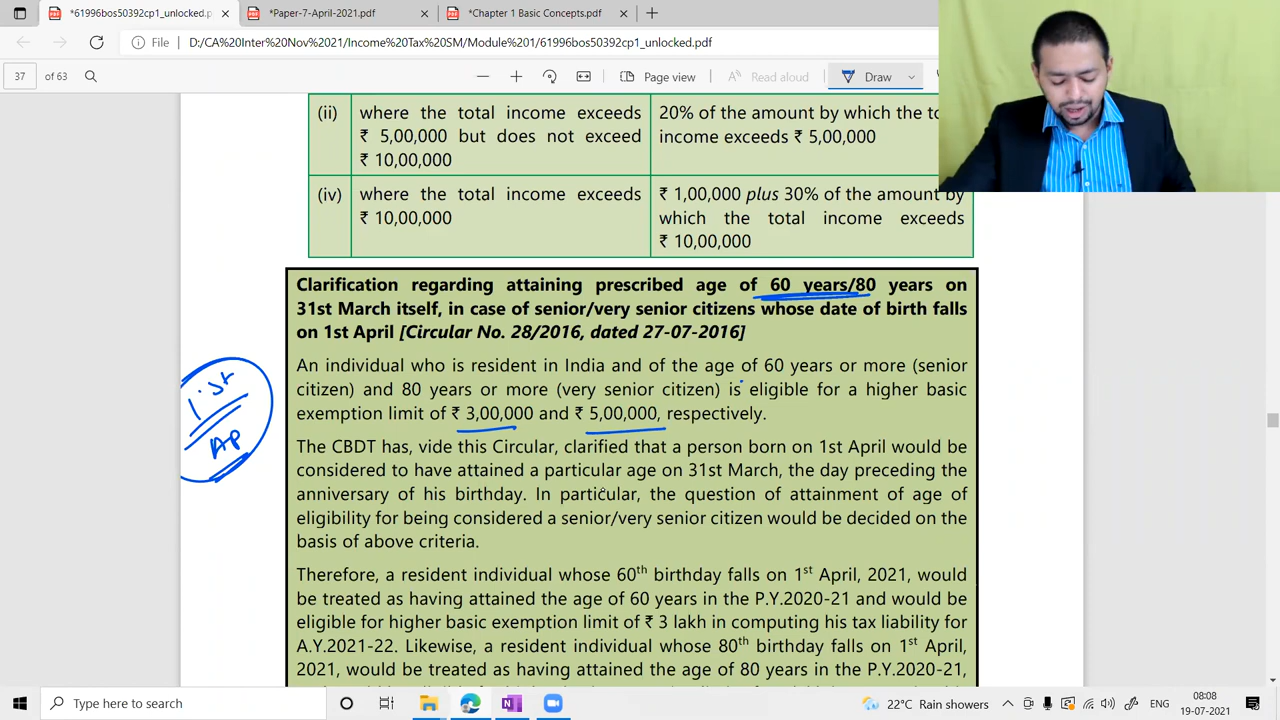 *61996bos50392cp1_unlocked.p
*Paper-7-April-2021.pdf
*Chapter 1 Basic Concepts.pdf
File
D:/CA%20Inter%20Nov%2021/Income%20Tax%20SM/Module%201/61996bos50392cp1_unlocked.pdf
37 of 63
Page view
Read aloud
Draw
(ii) where the total income exceeds
₹ 5,00,000 but does not exceed
₹ 10,00,000
20% of the amount by which the to
income exceeds ₹ 5,00,000
(iv) where the total income exceeds
₹ 10,00,000
₹ 1,00,000 plus 30% of the amount by
which the total income exceeds
₹ 10,00,000
Clarification regarding attaining prescribed age of 60 years/80 years on
31st March itself, in case of senior/very senior citizens whose date of birth falls
on 1st April [Circular No. 28/2016, dated 27-07-2016]
An individual who is resident in India and of the age of 60 years or more (senior
citizen) and 80 years or more (very senior citizen) is eligible for a higher basic
exemption limit of ₹ 3,00,000 and ₹ 5,00,000, respectively.
1st
AP
The CBDT has, vide this Circular, clarified that a person born on 1st April would be
considered to have attained a particular age on 31st March, the day preceding the
anniversary of his birthday. In particular, the question of attainment of age of
eligibility for being considered a senior/very senior citizen would be decided on the
basis of above criteria.
Therefore, a resident individual whose 60th birthday falls on 1st April, 2021, would
be treated as having attained the age of 60 years in the P.Y.2020-21 and would be
eligible for higher basic exemption limit of ₹ 3 lakh in computing his tax liability for
A.Y.2021-22. Likewise, a resident individual whose 80th birthday falls on 1st April,
2021, would be treated as having attained the age of 80 years in the P.Y.2020-21,
Type here to search
22°C Rain showers
ENG
08:08
19-07-2021